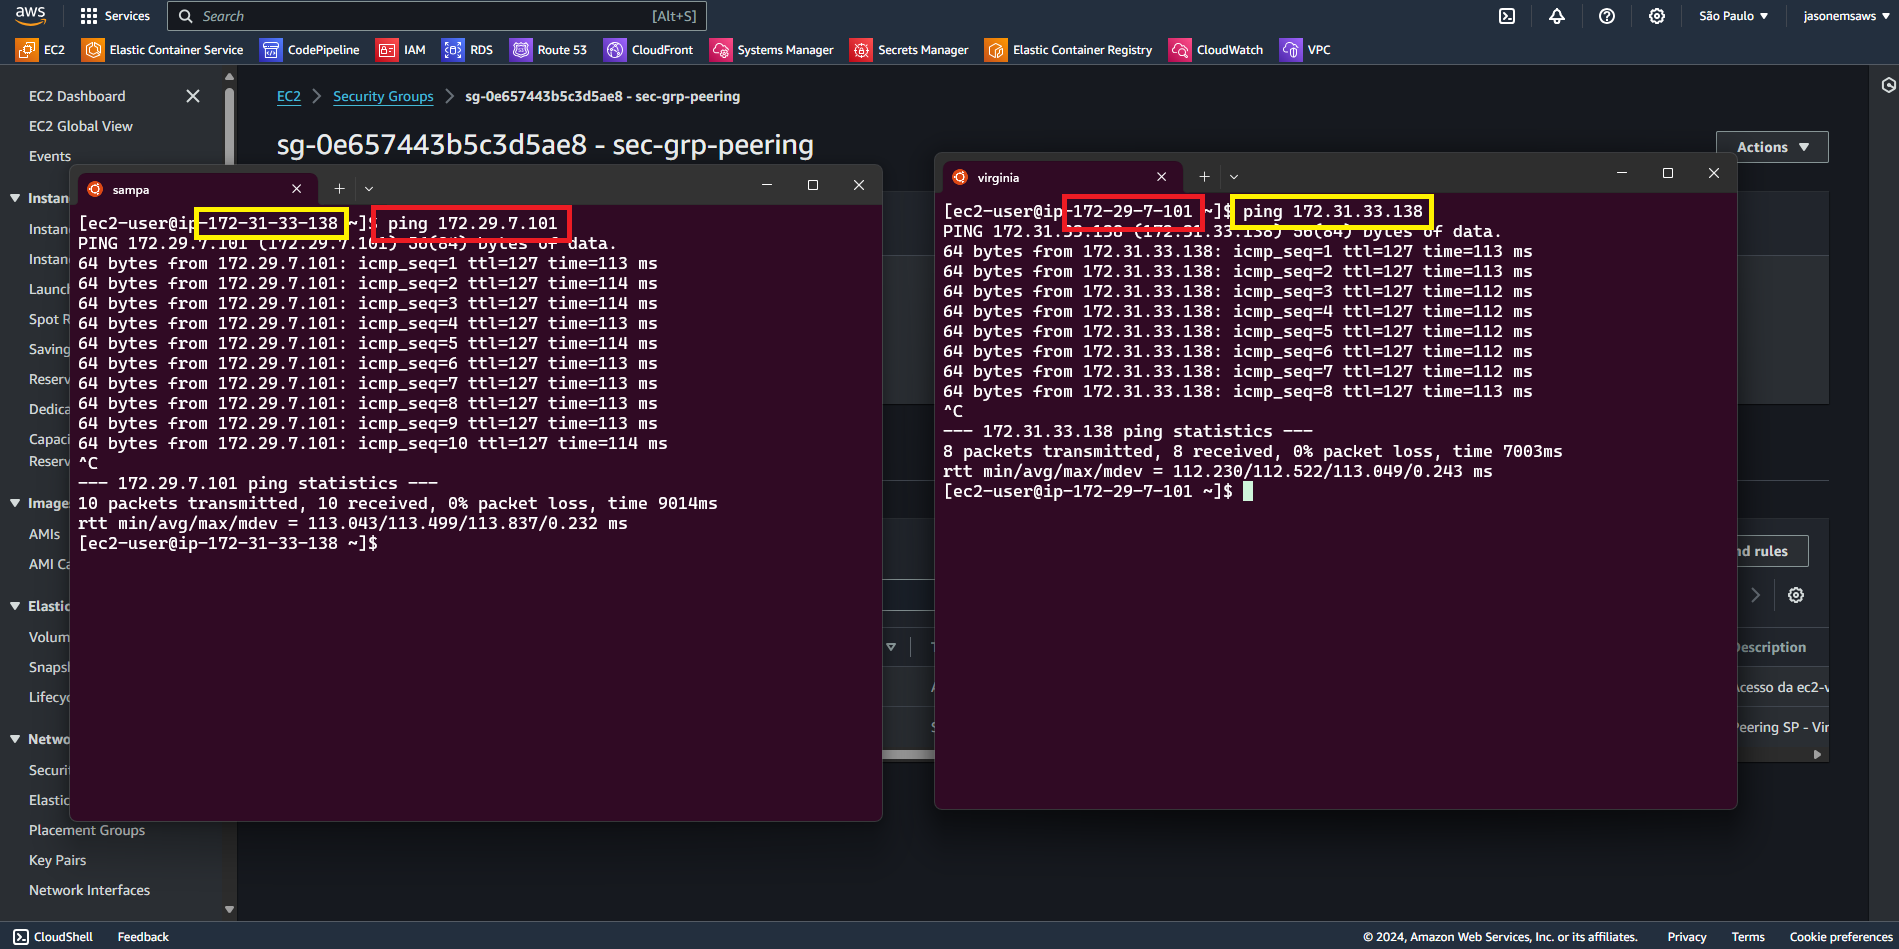 aws Services Search [Alt+S] São Paulo ▼ jasonemsaws ▼
EC2 Elastic Container Service CodePipeline IAM RDS Route 53 CloudFront Systems Manager Secrets Manager Elastic Container Registry CloudWatch VPC
EC2 Dashboard
EC2 Global View
Events
EC2 > Security Groups > sg-0e657443b5c3d5ae8 - sec-grp-peering
sg-0e657443b5c3d5ae8 - sec-grp-peering
Actions ▼
Instan
Instan
Instan
Launch
Spot R
Saving
Reserv
Dedica
Capaci
Reserv
Image
AMIs
AMI Ca
Elastic
Volum
Snapsh
Lifecyc
Netwo
Securit
Elastic
Placement Groups
Key Pairs
Network Interfaces
sampa
[ec2-user@ip-172-31-33-138 ~]$ ping 172.29.7.101
PING 172.29.7.101 (172.29.7.101) 56(84) bytes of data.
64 bytes from 172.29.7.101: icmp_seq=1 ttl=127 time=113 ms
64 bytes from 172.29.7.101: icmp_seq=2 ttl=127 time=114 ms
64 bytes from 172.29.7.101: icmp_seq=3 ttl=127 time=114 ms
64 bytes from 172.29.7.101: icmp_seq=4 ttl=127 time=113 ms
64 bytes from 172.29.7.101: icmp_seq=5 ttl=127 time=114 ms
64 bytes from 172.29.7.101: icmp_seq=6 ttl=127 time=113 ms
64 bytes from 172.29.7.101: icmp_seq=7 ttl=127 time=113 ms
64 bytes from 172.29.7.101: icmp_seq=8 ttl=127 time=113 ms
64 bytes from 172.29.7.101: icmp_seq=9 ttl=127 time=113 ms
64 bytes from 172.29.7.101: icmp_seq=10 ttl=127 time=114 ms
^C
--- 172.29.7.101 ping statistics ---
10 packets transmitted, 10 received, 0% packet loss, time 9014ms
rtt min/avg/max/mdev = 113.043/113.499/113.837/0.232 ms
[ec2-user@ip-172-31-33-138 ~]$
virginia
[ec2-user@ip-172-29-7-101 ~]$ ping 172.31.33.138
PING 172.31.33.138 (172.31.33.138) 56(84) bytes of data.
64 bytes from 172.31.33.138: icmp_seq=1 ttl=127 time=113 ms
64 bytes from 172.31.33.138: icmp_seq=2 ttl=127 time=113 ms
64 bytes from 172.31.33.138: icmp_seq=3 ttl=127 time=112 ms
64 bytes from 172.31.33.138: icmp_seq=4 ttl=127 time=112 ms
64 bytes from 172.31.33.138: icmp_seq=5 ttl=127 time=112 ms
64 bytes from 172.31.33.138: icmp_seq=6 ttl=127 time=112 ms
64 bytes from 172.31.33.138: icmp_seq=7 ttl=127 time=112 ms
64 bytes from 172.31.33.138: icmp_seq=8 ttl=127 time=113 ms
^C
--- 172.31.33.138 ping statistics ---
8 packets transmitted, 8 received, 0% packet loss, time 7003ms
rtt min/avg/max/mdev = 112.230/112.522/113.049/0.243 ms
[ec2-user@ip-172-29-7-101 ~]$
nd rules
Description
Acesso da ec2-v
Peering SP - Vir
CloudShell Feedback © 2024, Amazon Web Services, Inc. or its affiliates. Privacy Terms Cookie preferences